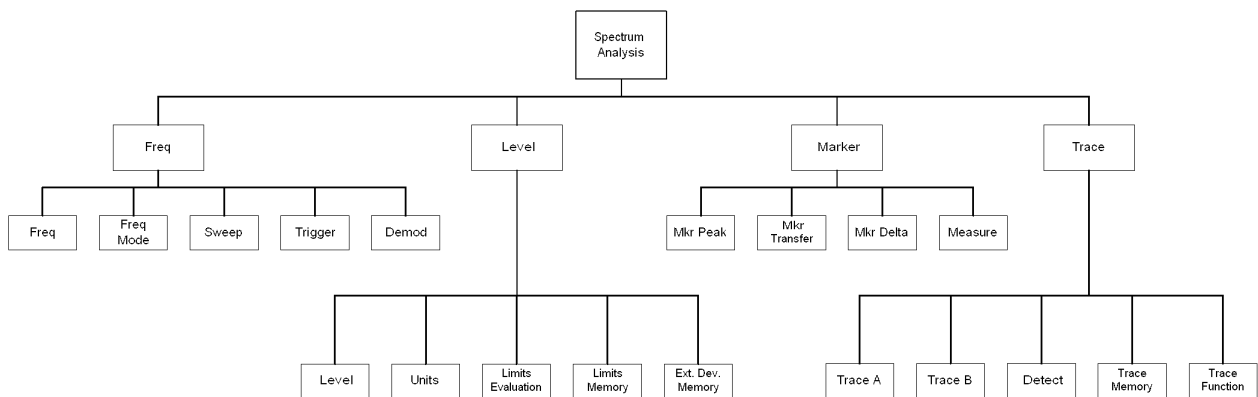 Spectrum
Analysis
Freq
Level
Marker
Trace
Freq
Freq
Mode
Sweep
Trigger
Demod
Mkr Peak
Mkr
Transfer
Mkr Delta
Measure
Level
Units
Limits
Evaluation
Limits
Memory
Ext. Dev.
Memory
Trace A
Trace B
Detect
Trace
Memory
Trace
Function